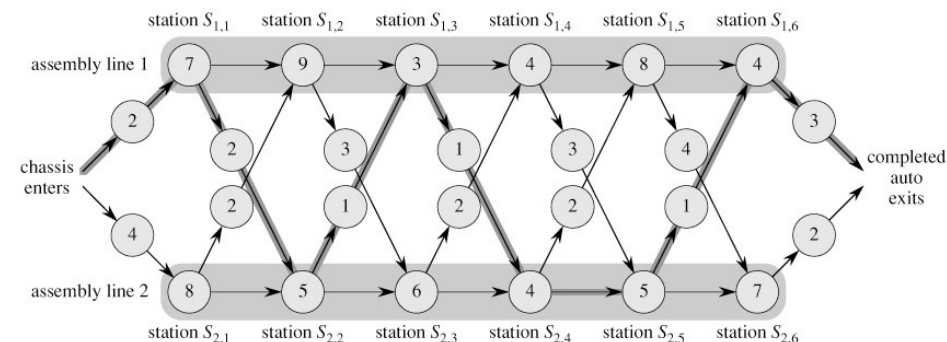 station S1,1 station S1,2 station S1,3 station S1,4 station S1,5 station S1,6
assembly line 1 7 9 3 4 8 4
2 3
2 3 1 3 4
chassis enters
completed auto exits
2 1 2 2 1
4 2
assembly line 2 8 5 6 4 5 7
station S2,1 station S2,2 station S2,3 station S2,4 station S2,5 station S2,6